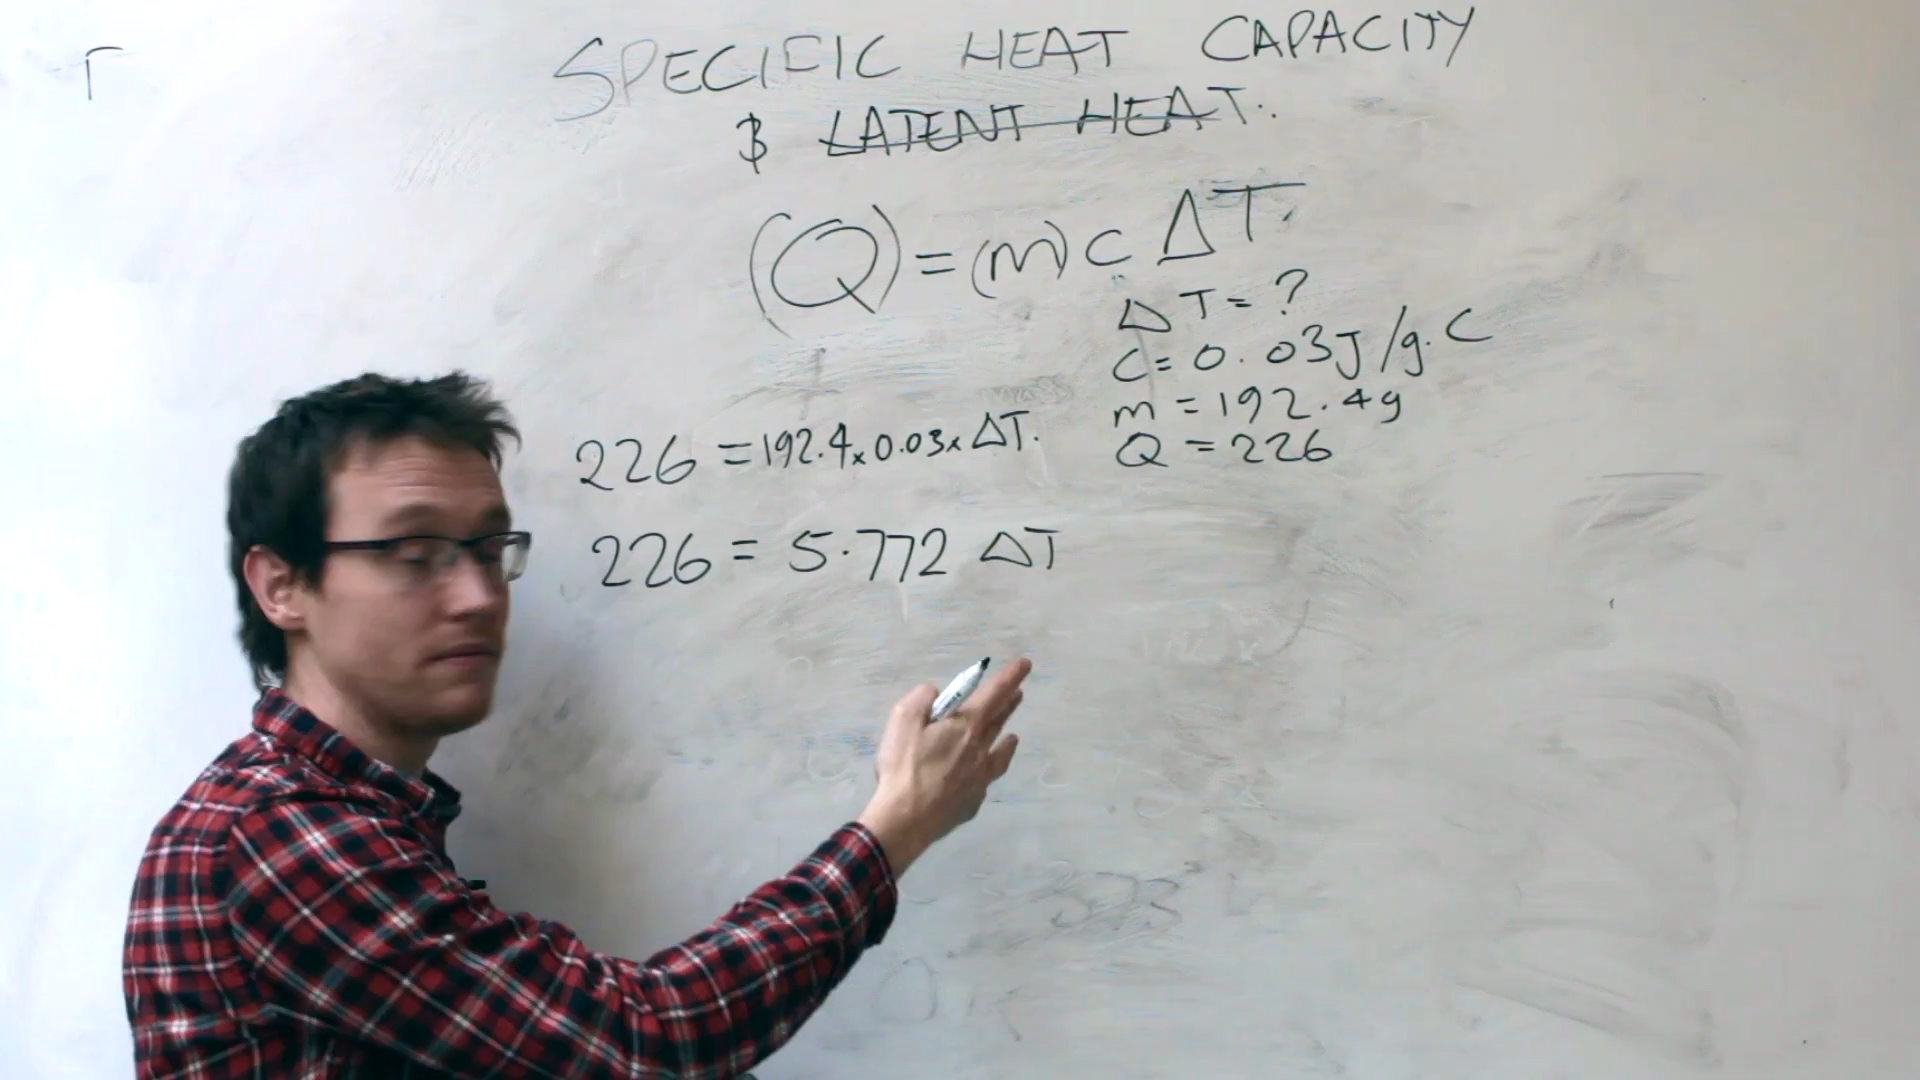 SPECIFIC HEAT CAPACITY
$ LATENT HEAT.
(Q) = (m) c ΔT.
ΔT = ?
C = 0.03J/g.C
m = 192.4g
Q = 226
226 = 192.4 x 0.03 x ΔT.
226 = 5.772 ΔT